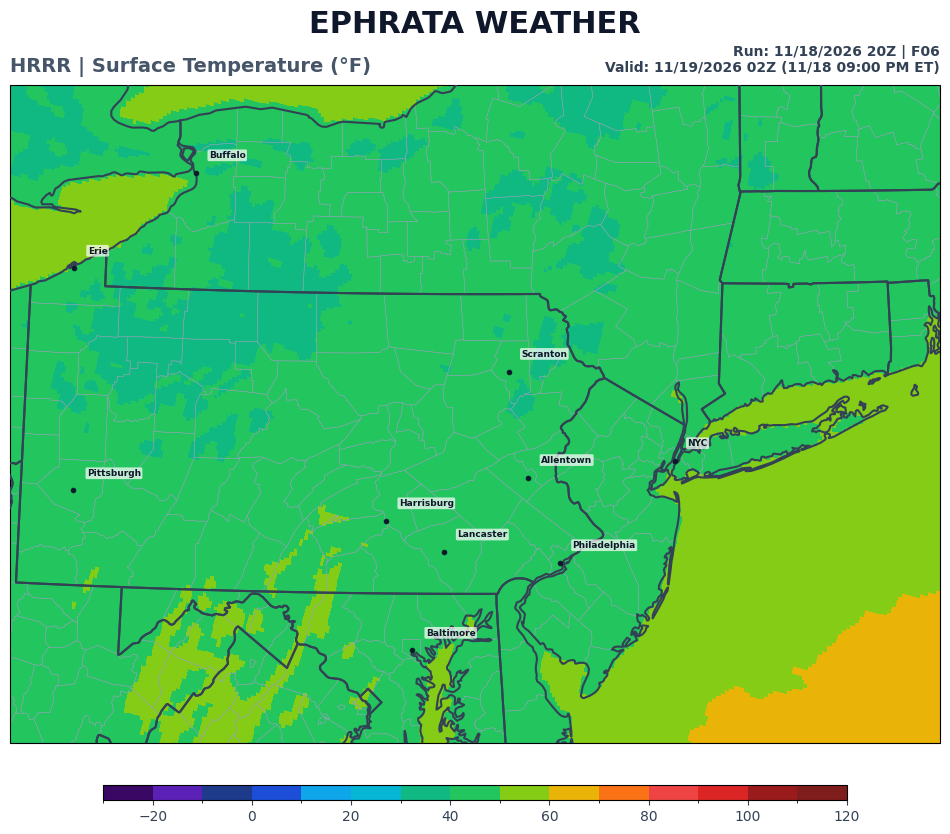 EPHRATA WEATHER
HRRR | Surface Temperature (°F)
Run: 11/18/2026 20Z | F06
Valid: 11/19/2026 02Z (11/18 09:00 PM ET)
Buffalo
Erie
Scranton
NYC
Allentown
Pittsburgh
Harrisburg
Lancaster
Philadelphia
Baltimore
−20 0 20 40 60 80 100 120